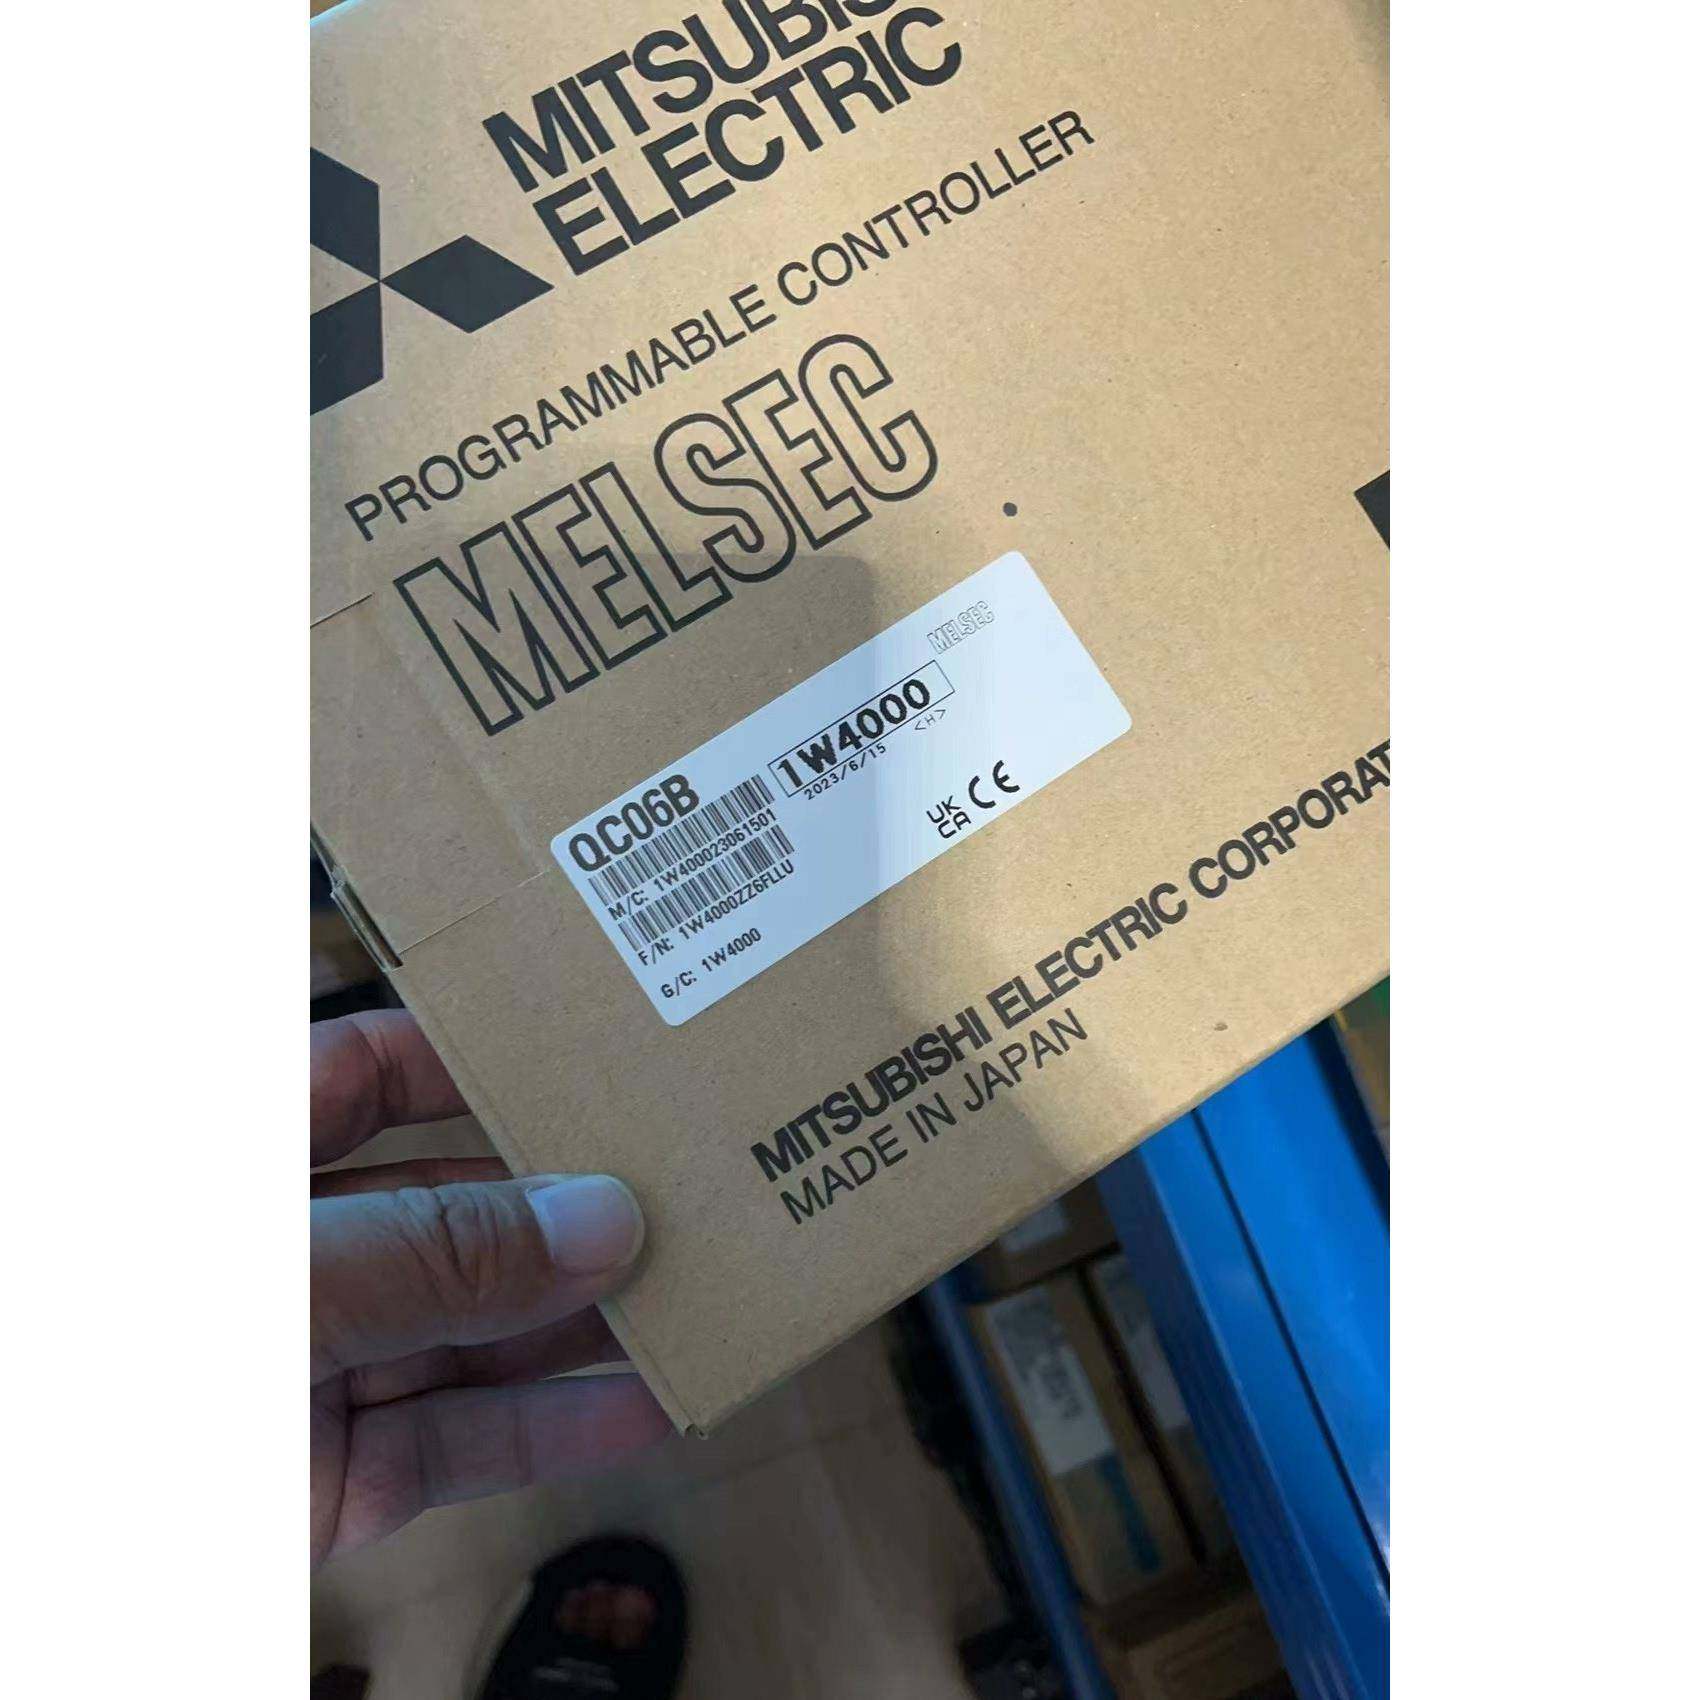 MITSUBIS
ELECTRIC
PROGRAMMABLE CONTROLLER
MELSEC
MELSEC
QC06B
1W4000
2023/6/15
<H>
M/C: 1W400023061501
F/N: 1W4000ZZ6FLLU
G/C: 1W4000
UK
CA
CE
MITSUBISHI ELECTRIC CORPORAT
MADE IN JAPAN